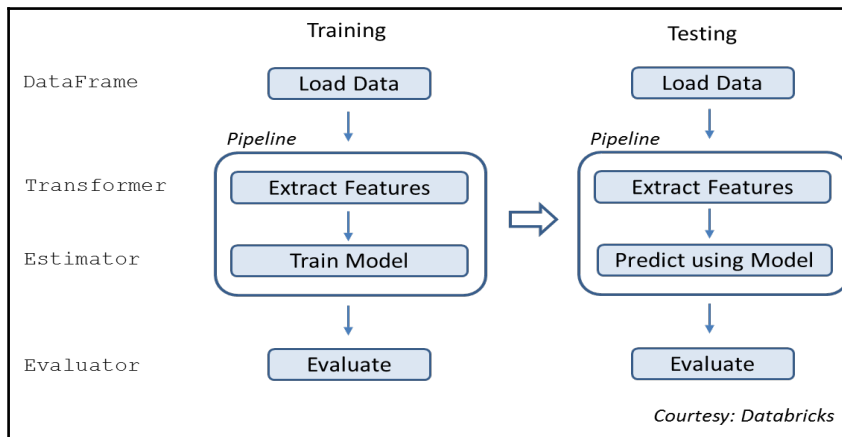 Training
Testing
DataFrame
Load Data
Load Data
Pipeline
Pipeline
Transformer
Extract Features
Extract Features
Estimator
Train Model
Predict using Model
Evaluator
Evaluate
Evaluate
Courtesy: Databricks